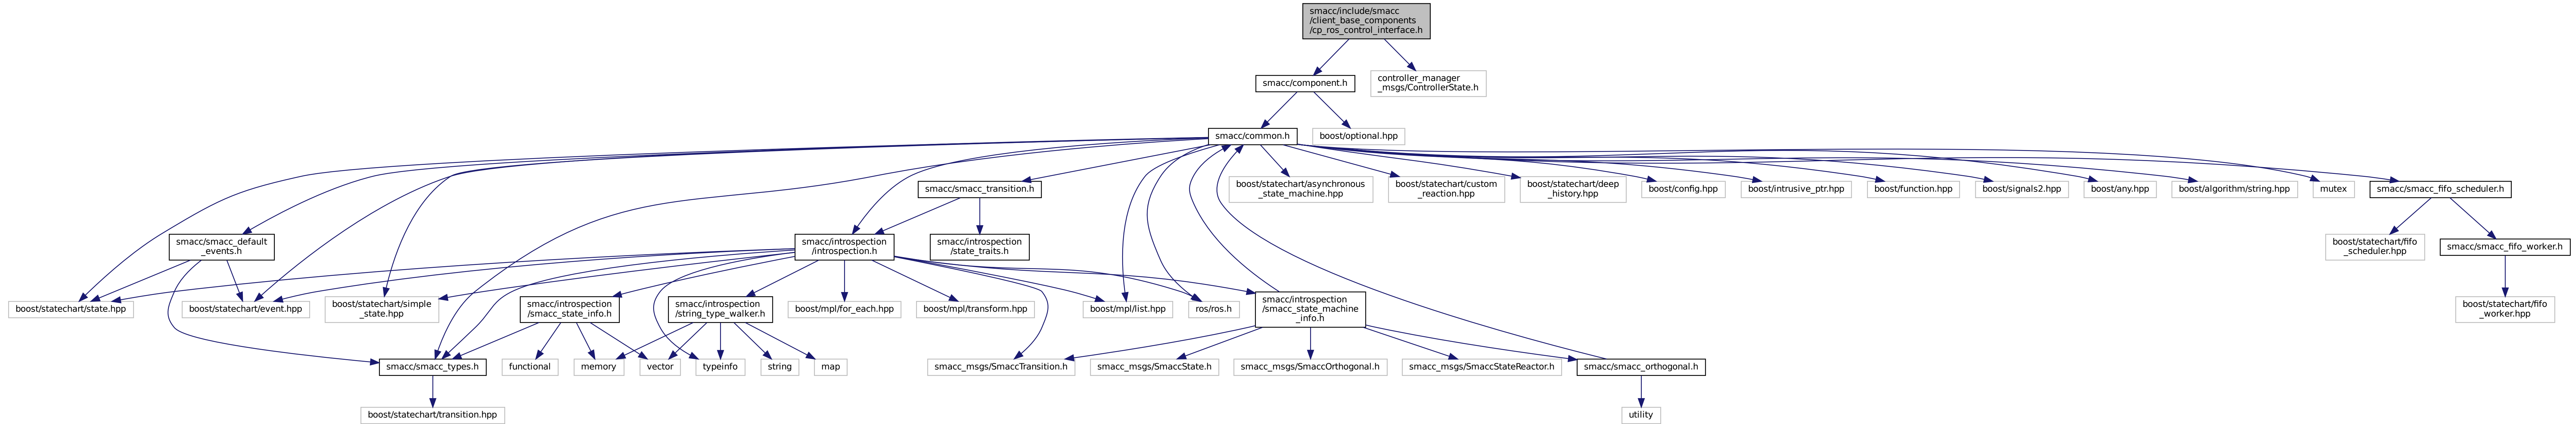 smacc/include/smacc
/client_base_components
/cp_ros_control_interface.h
smacc/component.h
controller_manager
_msgs/ControllerState.h
smacc/common.h
boost/optional.hpp
smacc/smacc_transition.h
boost/statechart/asynchronous
_state_machine.hpp
boost/statechart/custom
_reaction.hpp
boost/statechart/deep
_history.hpp
boost/config.hpp
boost/intrusive_ptr.hpp
boost/function.hpp
boost/signals2.hpp
boost/any.hpp
boost/algorithm/string.hpp
mutex
smacc/smacc_fifo_scheduler.h
smacc/smacc_default
_events.h
smacc/introspection
/introspection.h
smacc/introspection
/state_traits.h
boost/statechart/fifo
_scheduler.hpp
smacc/smacc_fifo_worker.h
boost/statechart/state.hpp
boost/statechart/event.hpp
boost/statechart/simple
_state.hpp
smacc/introspection
/smacc_state_info.h
smacc/introspection
/string_type_walker.h
boost/mpl/for_each.hpp
boost/mpl/transform.hpp
boost/mpl/list.hpp
ros/ros.h
smacc/introspection
/smacc_state_machine
_info.h
boost/statechart/fifo
_worker.hpp
smacc/smacc_types.h
functional
memory
vector
typeinfo
string
map
smacc_msgs/SmaccTransition.h
smacc_msgs/SmaccState.h
smacc_msgs/SmaccOrthogonal.h
smacc_msgs/SmaccStateReactor.h
smacc/smacc_orthogonal.h
boost/statechart/transition.hpp
utility